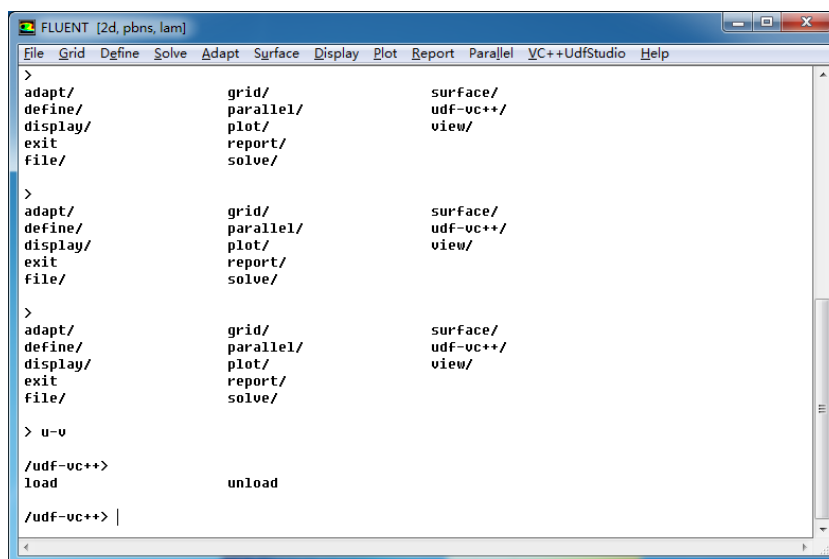 FLUENT [2d, pbns, lam]
File Grid Define Solve Adapt Surface Display Plot Report Parallel VC++UdfStudio Help
>
adapt/ grid/ surface/
define/ parallel/ udf-vc++/
display/ plot/ view/
exit report/
file/ solve/
>
adapt/ grid/ surface/
define/ parallel/ udf-vc++/
display/ plot/ view/
exit report/
file/ solve/
>
adapt/ grid/ surface/
define/ parallel/ udf-vc++/
display/ plot/ view/
exit report/
file/ solve/
> u-v
/udf-vc++>
load unload
/udf-vc++>